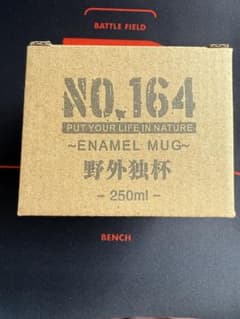 BATTLE FIELD
NO.164
PUT YOUR LIFE IN NATURE
~ENAMEL MUG~
野外独杯
- 250ml -
BENCH